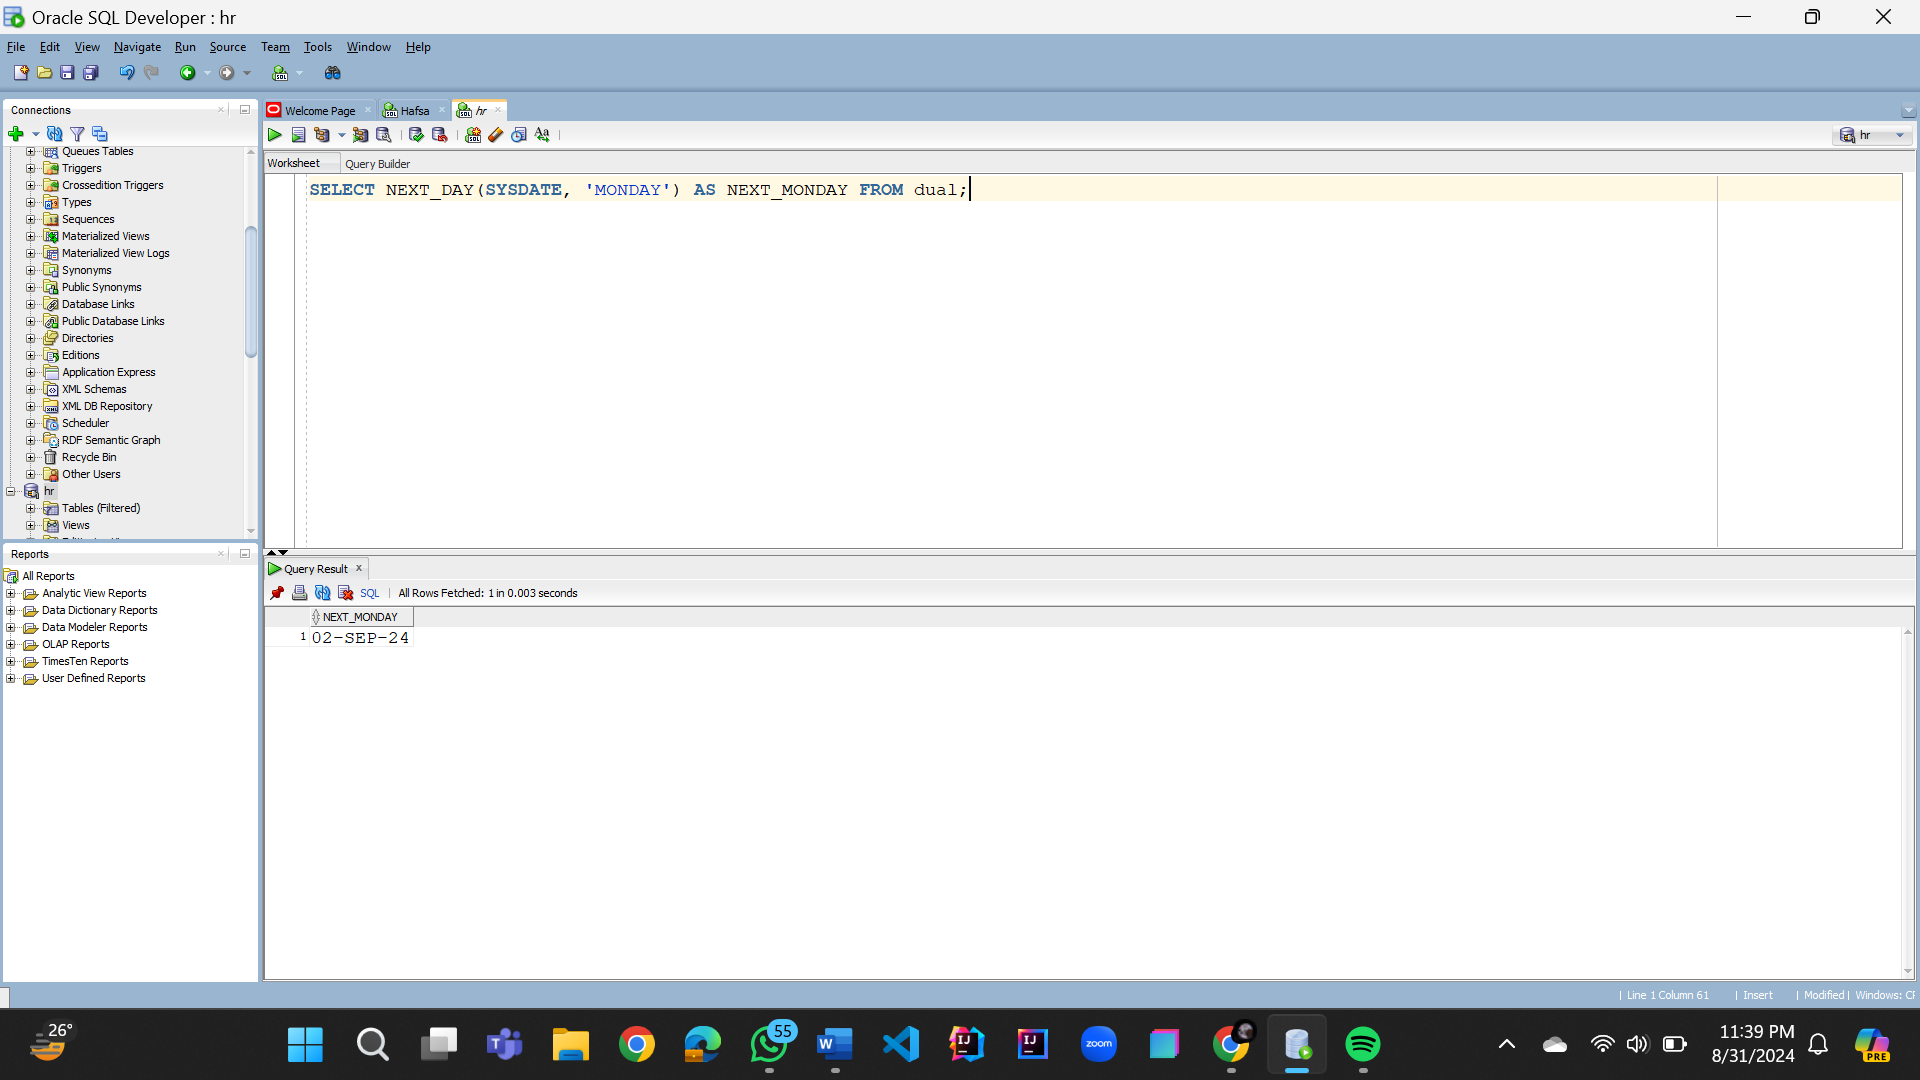 Oracle SQL Developer : hr
File Edit View Navigate Run Source Team Tools Window Help
Connections
Queues Tables
Triggers
Crossedition Triggers
Types
Sequences
Materialized Views
Materialized View Logs
Synonyms
Public Synonyms
Database Links
Public Database Links
Directories
Editions
Application Express
XML Schemas
XML DB Repository
Scheduler
RDF Semantic Graph
Recycle Bin
Other Users
hr
Tables (Filtered)
Views
Reports
All Reports
Analytic View Reports
Data Dictionary Reports
Data Modeler Reports
OLAP Reports
TimesTen Reports
User Defined Reports
Welcome Page Hafsa hr
hr
Worksheet Query Builder
SELECT NEXT_DAY(SYSDATE, 'MONDAY') AS NEXT_MONDAY FROM dual;
Query Result
SQL | All Rows Fetched: 1 in 0.003 seconds
NEXT_MONDAY
1 02-SEP-24
| Line 1 Column 61 | Insert | Modified | Windows: CF
26°
55
zoom
11:39 PM
8/31/2024
PRE